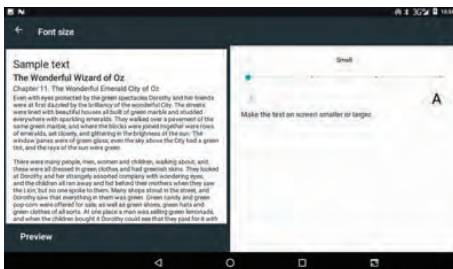 Font size
Sample text
The Wonderful Wizard of Oz
Chapter 11. The Wonderful Emerald City of Oz
Even with eyes protected by the green spectacles Dorothy and her friends
were at first dazzled by the brilliancy of the wonderful City. The streets
were lined with beautiful houses all built of green marble and studded
everywhere with sparkling emeralds. They walked over a pavement of the
same green marble, and where the blocks were joined together were rows
of emeralds, set closely, and glittering in the brightness of the sun. The
window panes were of green glass; even the sky above the City had a green
tint, and the rays of the sun were green.
There were many people, men, women and children, walking about, and
these were all dressed in green clothes and had greenish skins. They looked
at Dorothy and her strangely assorted company with wondering eyes,
and the children all ran away and hid behind their mothers when they saw
the Lion; but no one spoke to them. Many shops stood in the street, and
Dorothy saw that everything in them was green. Green candy and green
pop corn were offered for sale, as well as green shoes, green hats and
green clothes of all sorts. At one place a man was selling green lemonade,
and when the children bought it Dorothy could see that they paid for it with
Preview
Small
A
Make the text on screen smaller or larger.